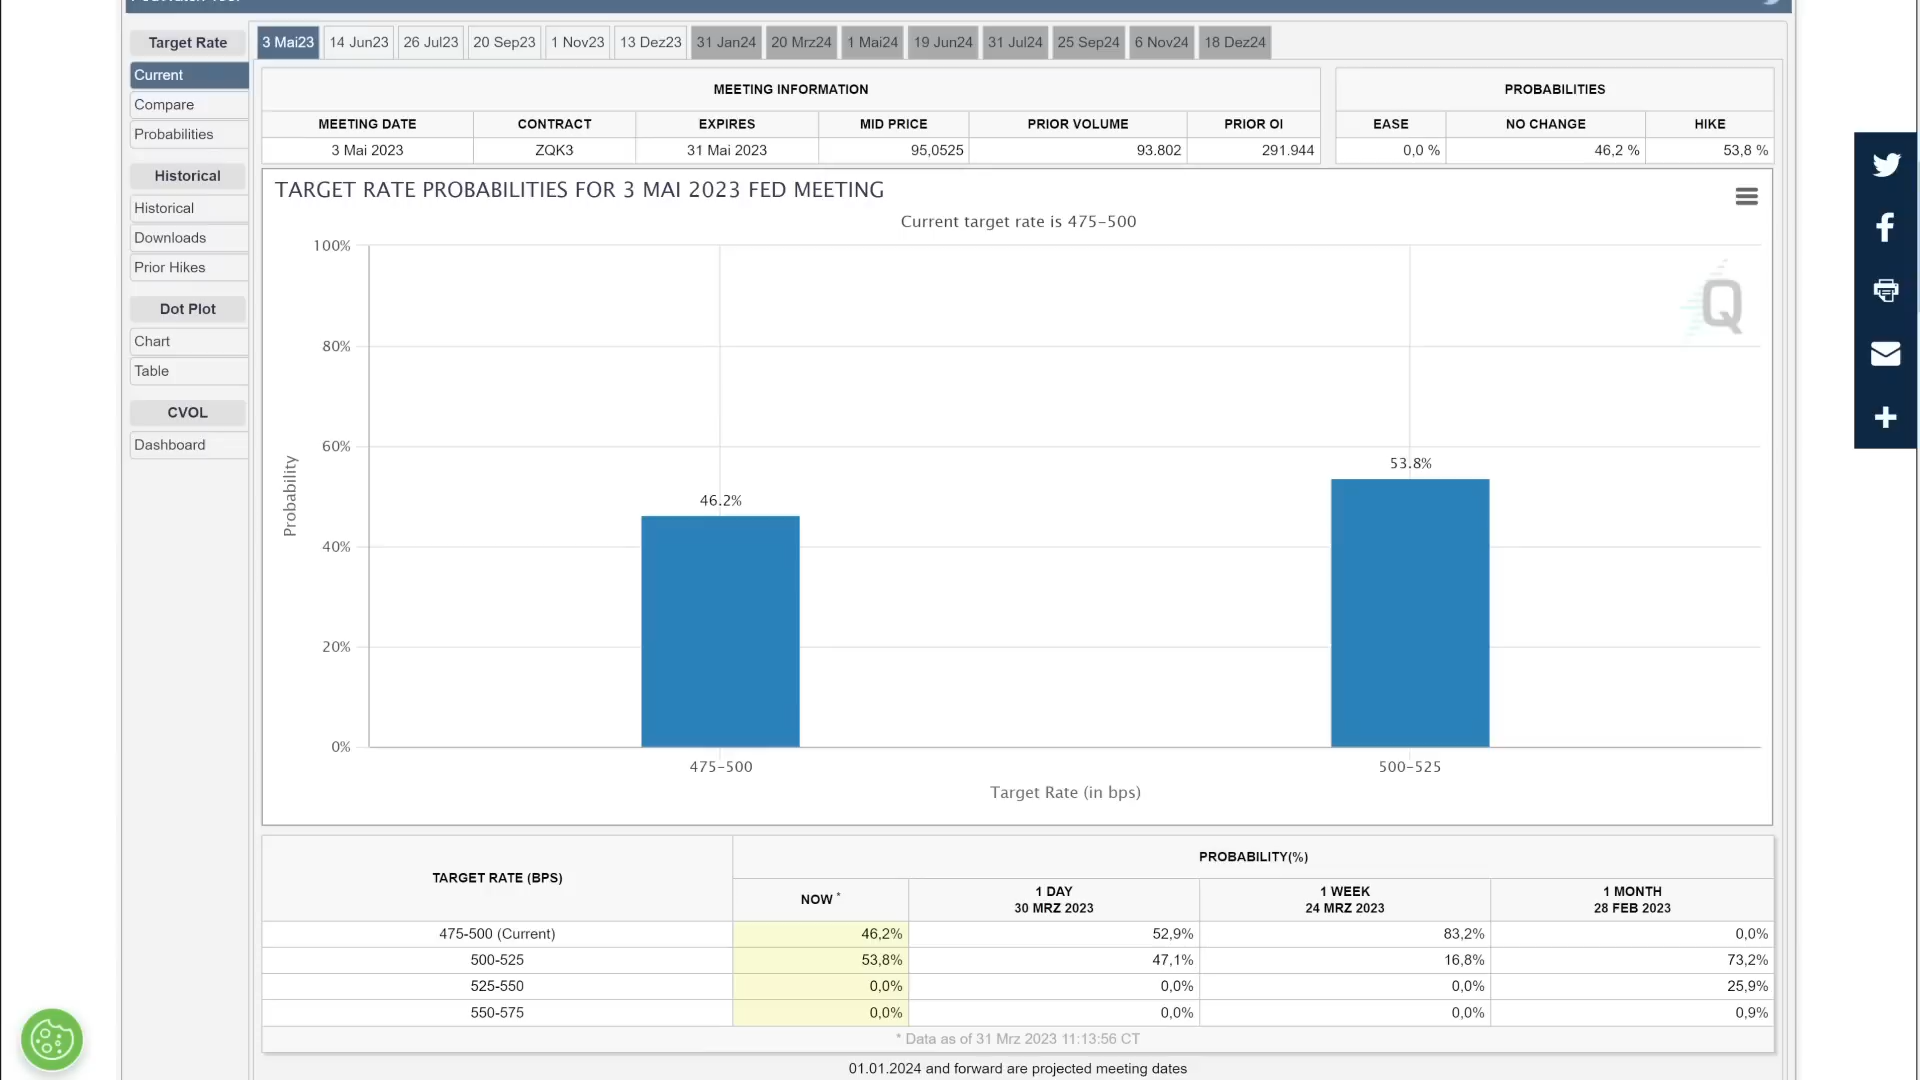 Target Rate
Current
Compare
Probabilities
Historical
Historical
Downloads
Prior Hikes
Dot Plot
Chart
Table
CVOL
Dashboard
3 Mai23 14 Jun23 26 Jul23 20 Sep23 1 Nov23 13 Dez23 31 Jan24 20 Mrz24 1 Mai24 19 Jun24 31 Jul24 25 Sep24 6 Nov24 18 Dez24
MEETING INFORMATION
MEETING DATE CONTRACT EXPIRES MID PRICE PRIOR VOLUME PRIOR OI
3 Mai 2023 ZQK3 31 Mai 2023 95,0525 93.802 291.944
PROBABILITIES
EASE NO CHANGE HIKE
0,0 % 46,2 % 53,8 %
TARGET RATE PROBABILITIES FOR 3 MAI 2023 FED MEETING
Current target rate is 475-500
Q
100%
80%
60%
40%
20%
0%
Probability
46.2%
53.8%
475-500 500-525
Target Rate (in bps)
TARGET RATE (BPS) PROBABILITY(%)
NOW * 1 DAY 30 MRZ 2023 1 WEEK 24 MRZ 2023 1 MONTH 28 FEB 2023
475-500 (Current) 46,2% 52,9% 83,2% 0,0%
500-525 53,8% 47,1% 16,8% 73,2%
525-550 0,0% 0,0% 0,0% 25,9%
550-575 0,0% 0,0% 0,0% 0,9%
* Data as of 31 Mrz 2023 11:13:56 CT
01.01.2024 and forward are projected meeting dates